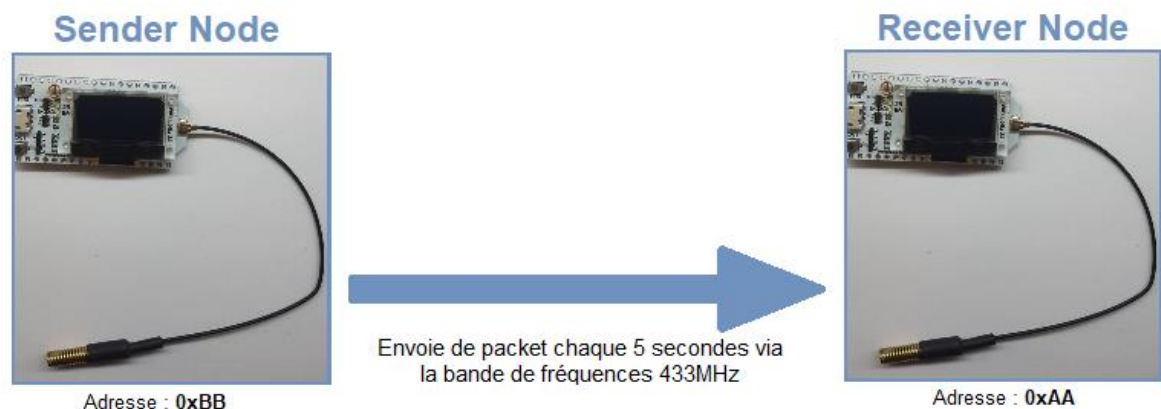 Sender Node
Receiver Node
Envoie de packet chaque 5 secondes via
la bande de fréquences 433MHz
Adresse : 0xBB
Adresse : 0xAA